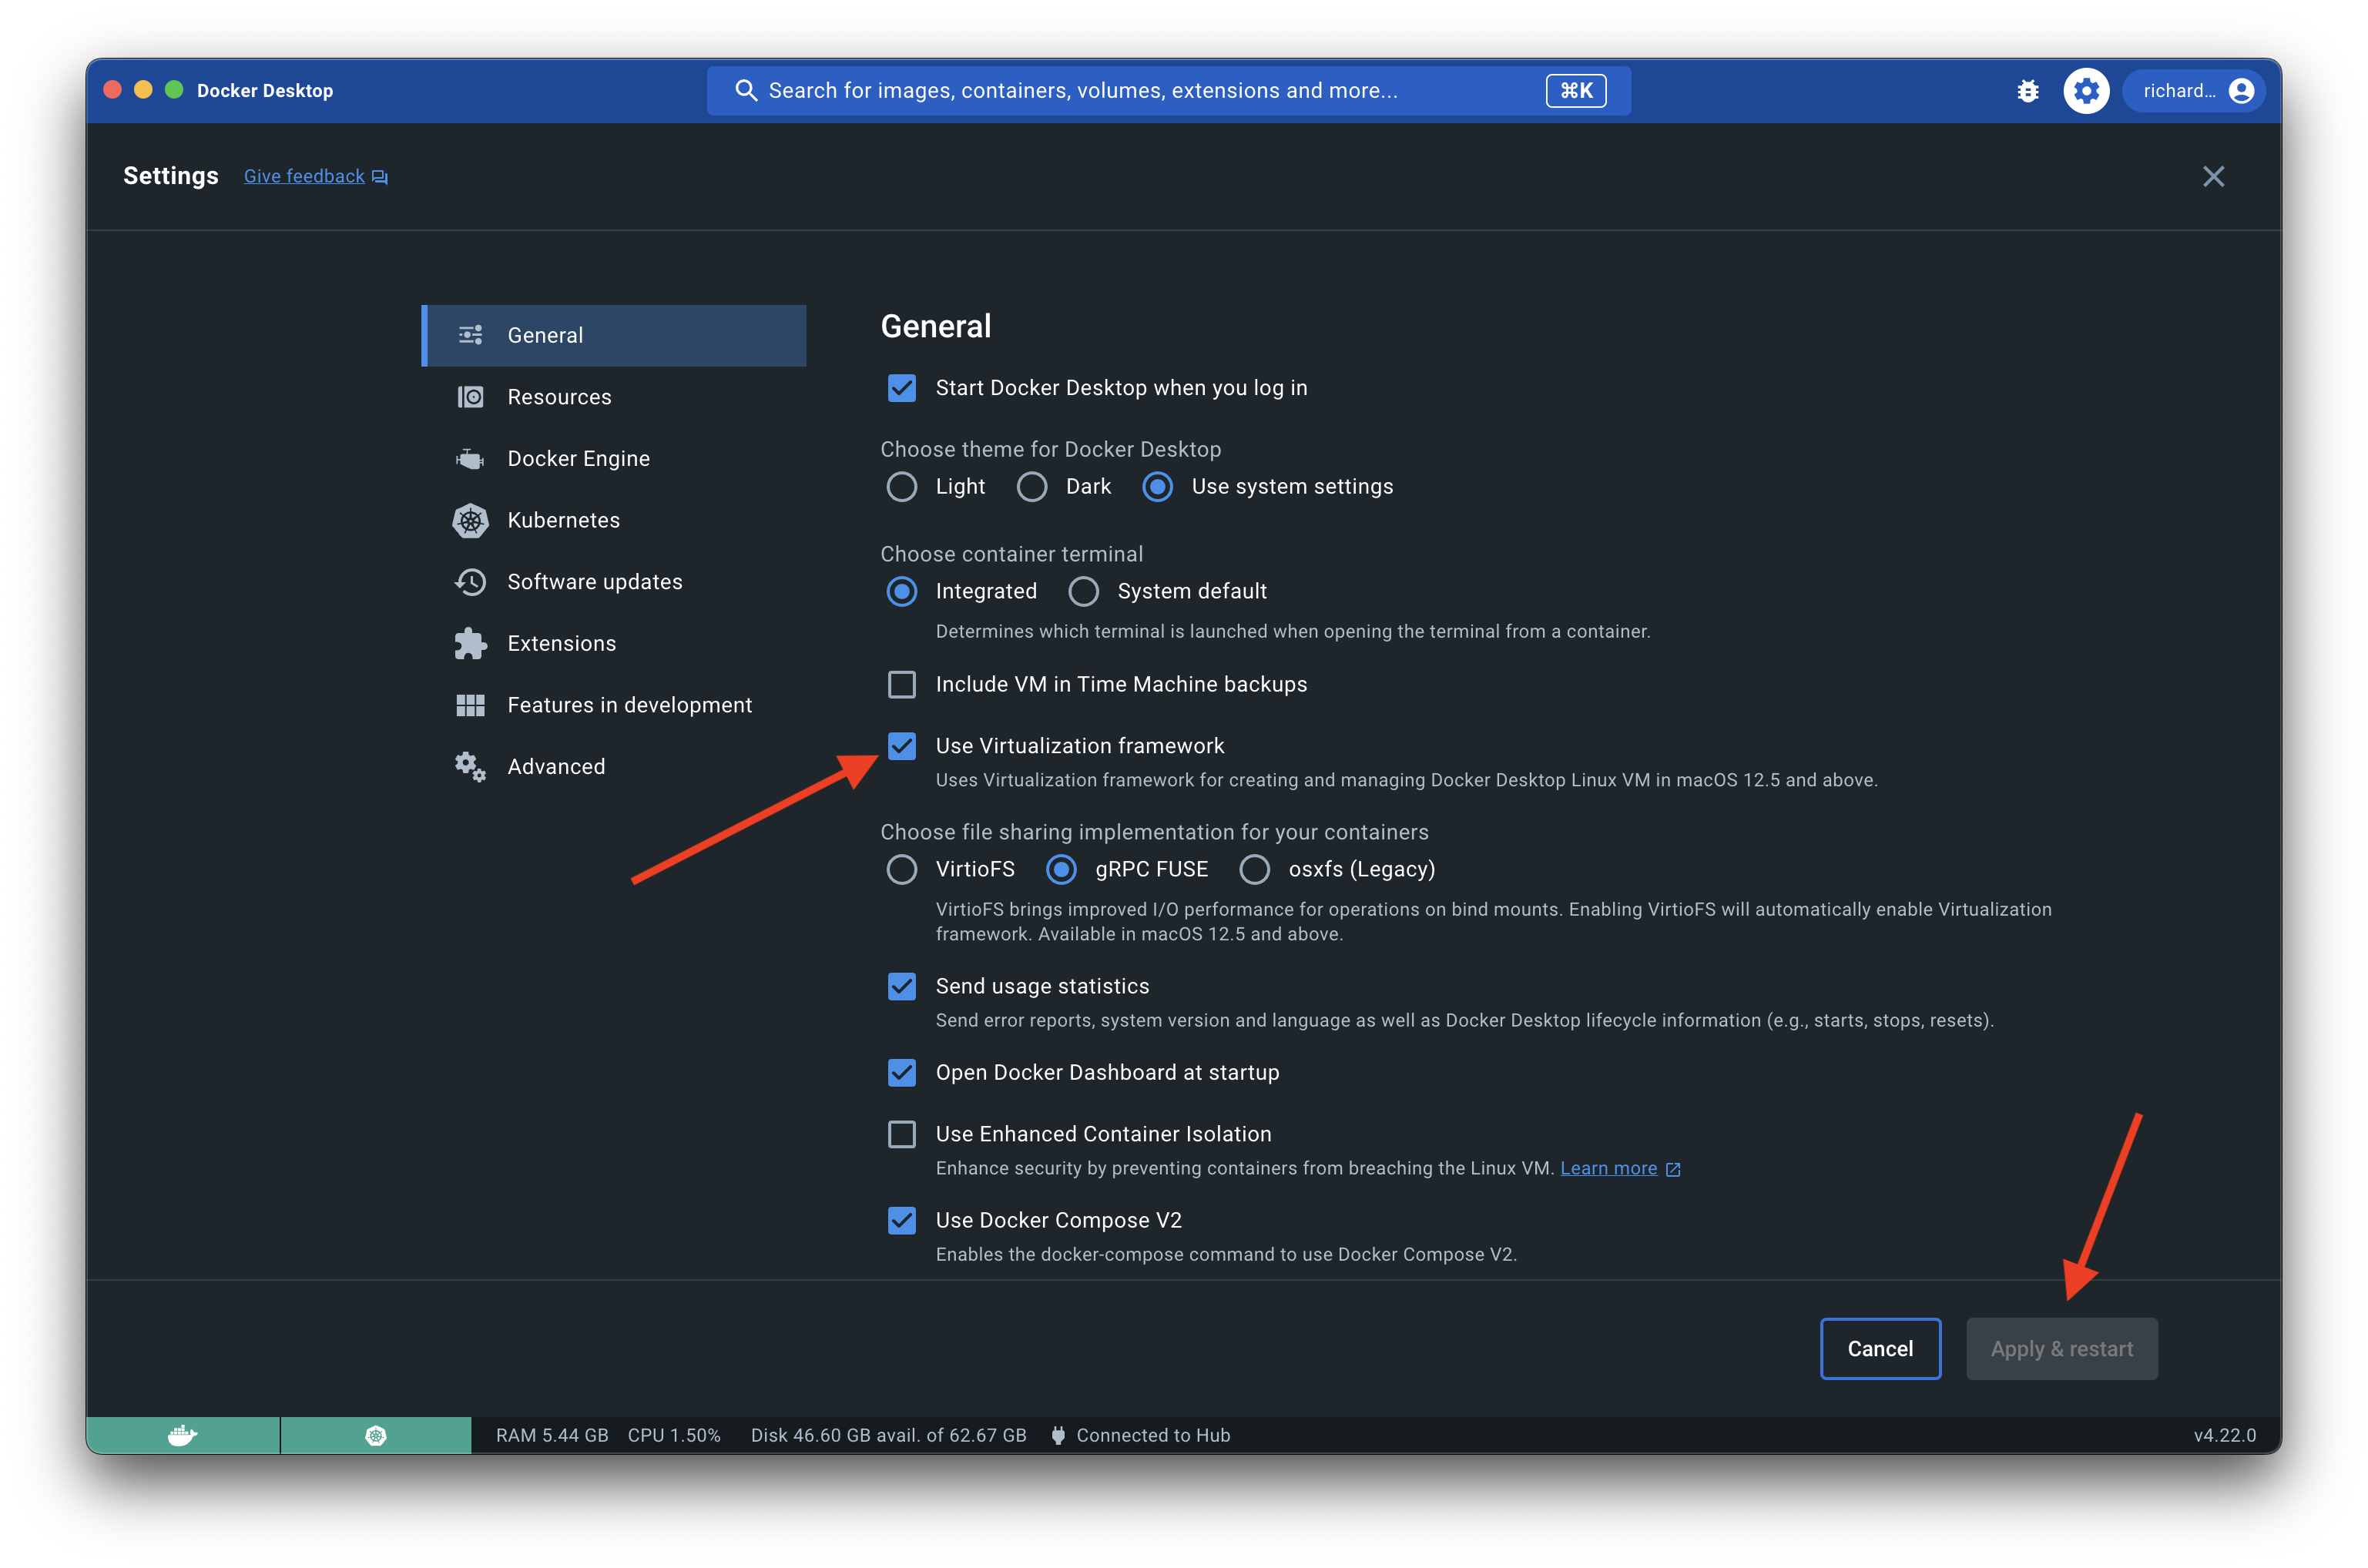 Docker Desktop
Search for images, containers, volumes, extensions and more...
⌘K
richard...
Settings
Give feedback
General
Resources
Docker Engine
Kubernetes
Software updates
Extensions
Features in development
Advanced
General
Start Docker Desktop when you log in
Choose theme for Docker Desktop
Light Dark Use system settings
Choose container terminal
Integrated System default
Determines which terminal is launched when opening the terminal from a container.
Include VM in Time Machine backups
Use Virtualization framework
Uses Virtualization framework for creating and managing Docker Desktop Linux VM in macOS 12.5 and above.
Choose file sharing implementation for your containers
VirtioFS gRPC FUSE osxfs (Legacy)
VirtioFS brings improved I/O performance for operations on bind mounts. Enabling VirtioFS will automatically enable Virtualization
framework. Available in macOS 12.5 and above.
Send usage statistics
Send error reports, system version and language as well as Docker Desktop lifecycle information (e.g., starts, stops, resets).
Open Docker Dashboard at startup
Use Enhanced Container Isolation
Enhance security by preventing containers from breaching the Linux VM. Learn more
Use Docker Compose V2
Enables the docker-compose command to use Docker Compose V2.
Cancel Apply & restart
RAM 5.44 GB CPU 1.50% Disk 46.60 GB avail. of 62.67 GB Connected to Hub v4.22.0